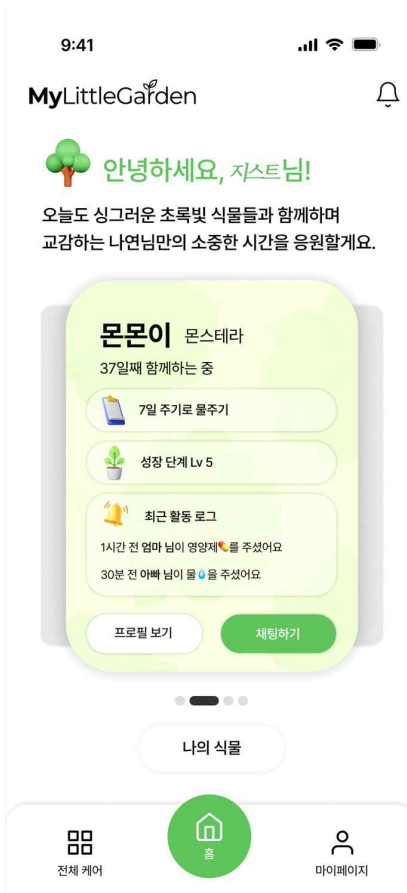 9:41
MyLittleGarden
안녕하세요, 지스트님!
오늘도 싱그러운 초록빛 식물들과 함께하며
교감하는 나연님만의 소중한 시간을 응원할게요.
몬몬이 몬스테라
37일째 함께하는 중
7일 주기로 물주기
성장 단계 Lv 5
최근 활동 로그
1시간 전 엄마 님이 영양제💊를 주셨어요
30분 전 아빠 님이 물💧을 주셨어요
프로필 보기 채팅하기
나의 식물
전체 케어 홈 마이페이지